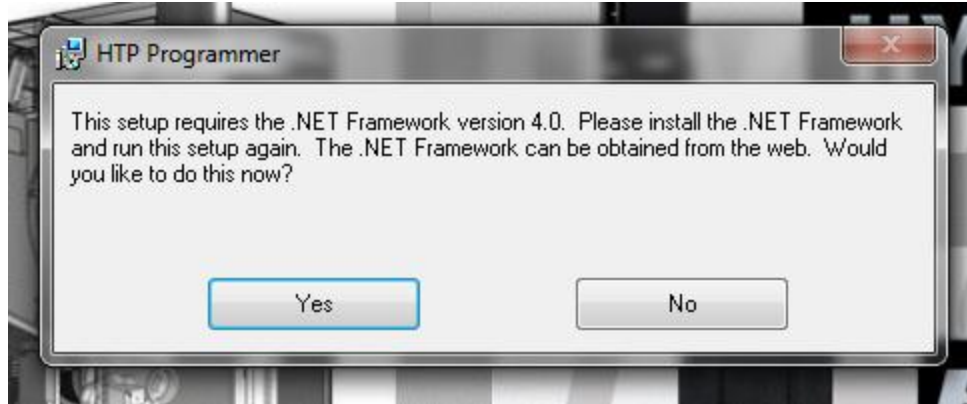 HTP Programmer
This setup requires the .NET Framework version 4.0.  Please install the .NET Framework
and run this setup again.  The .NET Framework can be obtained from the web.  Would
you like to do this now?
Yes
No